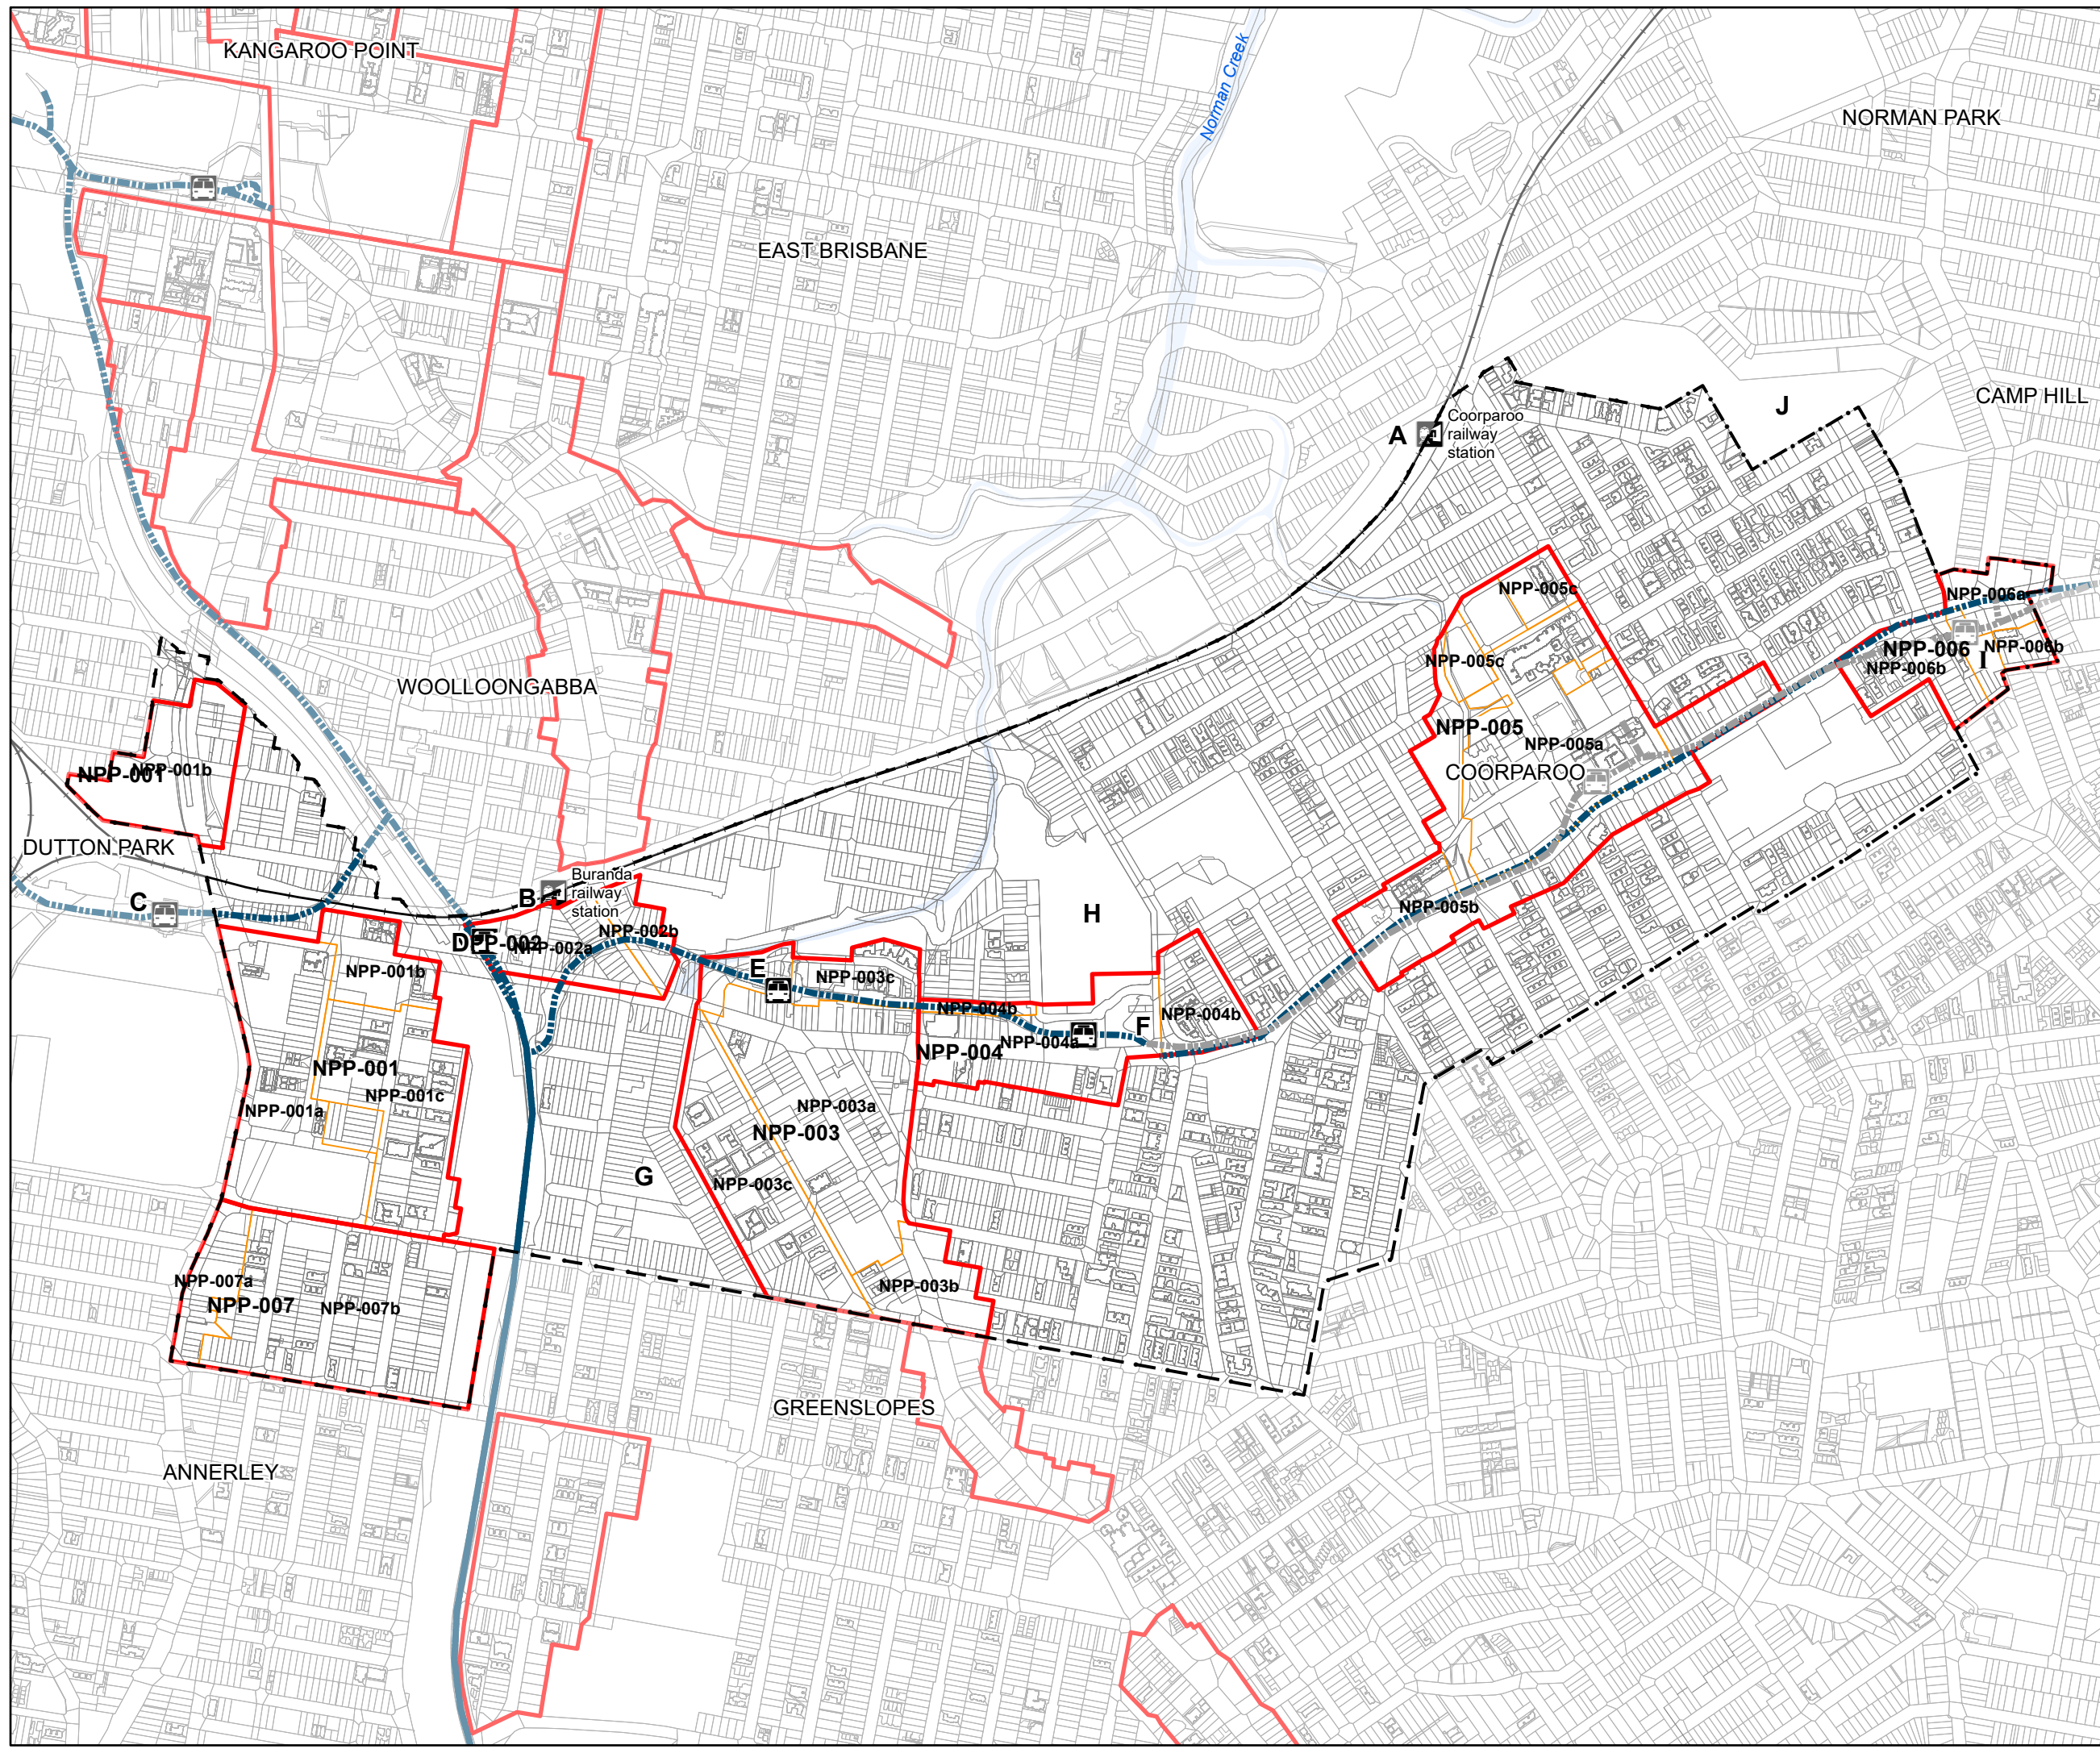 KANGAROO POINT
Norman Creek
NORMAN PARK
EAST BRISBANE
CAMP HILL
J
A
Coorparoo
railway
station
NPP-005c
NPP-006a
NPP-006
NPP-006b
I
NPP-006b
NPP-005c
WOOLLOONGABBA
NPP-005
NPP-005a
COORPAROO
NPP-001
NPP-001b
DUTTON PARK
Buranda
railway
station
B
C
H
NPP-005b
D
NPP-002
NPP-002a
NPP-002b
E
NPP-003c
NPP-001b
NPP-004b
NPP-004b
F
NPP-004a
NPP-004
NPP-001
NPP-001c
NPP-001a
NPP-003a
NPP-003
G
NPP-003c
NPP-007a
NPP-007
NPP-007b
NPP-003b
GREENSLOPES
ANNERLEY